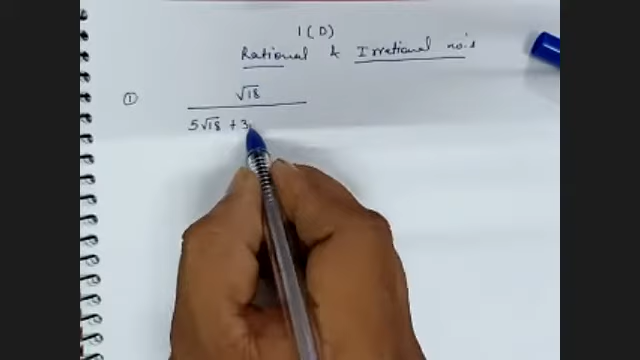 1(D)
Rational & Irrational no's
① √18
5√18 + 3